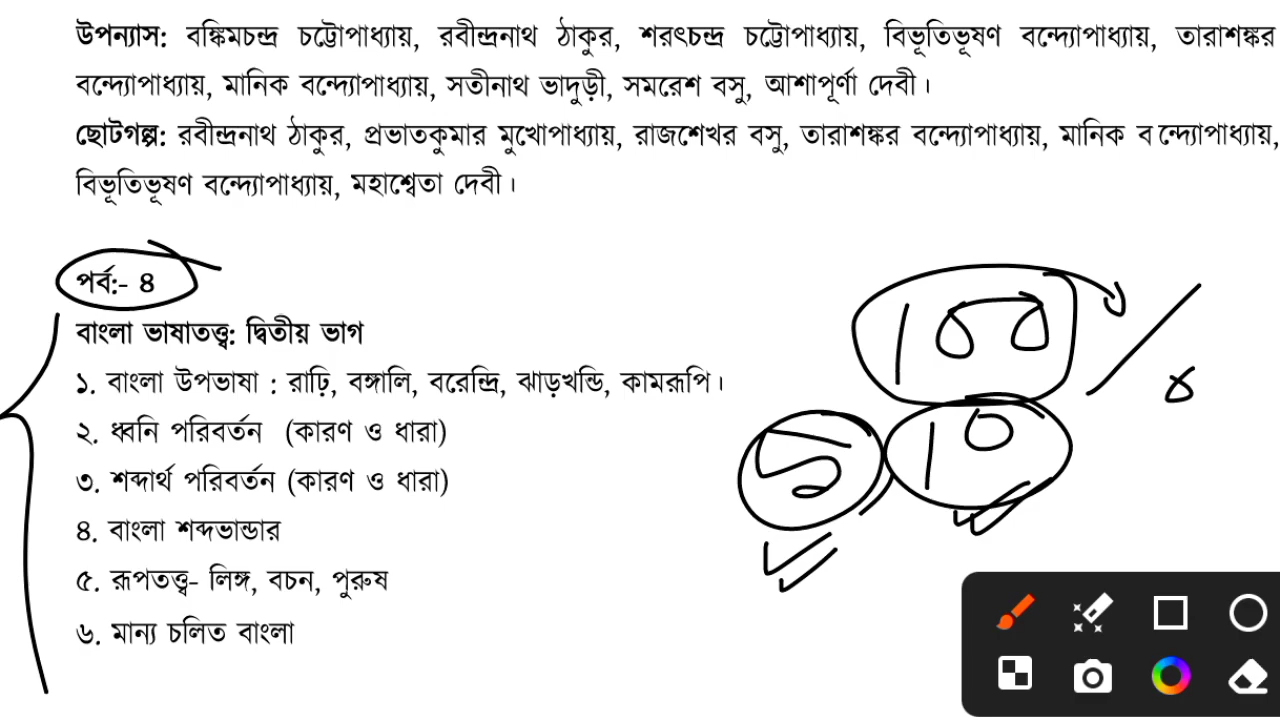 উপন্যাস: বঙ্কিমচন্দ্র চট্টোপাধ্যায়, রবীন্দ্রনাথ ঠাকুর, শরৎচন্দ্র চট্টোপাধ্যায়, বিভূতিভূষণ বন্দ্যোপাধ্যায়, তারাশঙ্কর
বন্দ্যোপাধ্যায়, মানিক বন্দ্যোপাধ্যায়, সতীনাথ ভাদুড়ী, সমরেশ বসু, আশাপূর্ণা দেবী।
ছোটগল্প: রবীন্দ্রনাথ ঠাকুর, প্রভাতকুমার মুখোপাধ্যায়, রাজশেখর বসু, তারাশঙ্কর বন্দ্যোপাধ্যায়, মানিক ব ন্দ্যোপাধ্যায়,
বিভূতিভূষণ বন্দ্যোপাধ্যায়, মহাশ্বেতা দেবী।
পর্ব:- ৪
বাংলা ভাষাতত্ত্ব: দ্বিতীয় ভাগ
১. বাংলা উপভাষা : রাঢ়ি, বঙ্গালি, বরেন্দ্রি, ঝাড়খন্ডি, কামরূপি।
২. ধ্বনি পরিবর্তন (কারণ ও ধারা)
৩. শব্দার্থ পরিবর্তন (কারণ ও ধারা)
৪. বাংলা শব্দভান্ডার
৫. রূপতত্ত্ব- লিঙ্গ, বচন, পুরুষ
৬. মান্য চলিত বাংলা
100
10